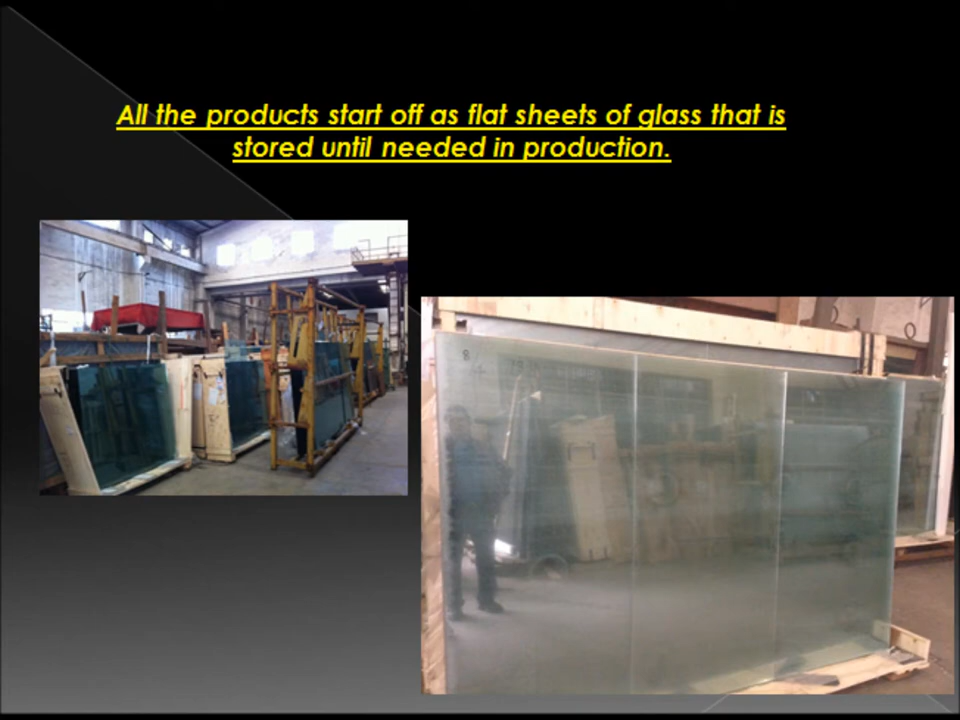 All the products start off as flat sheets of glass that is
stored until needed in production.